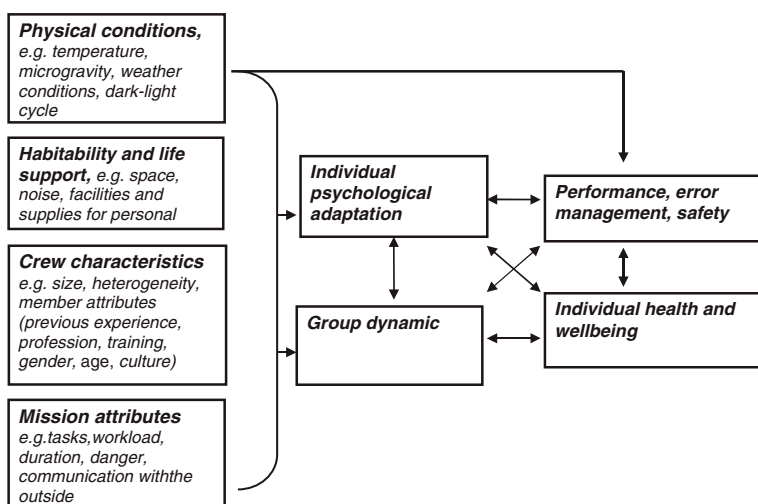 Physical conditions,
e.g. temperature,
microgravity, weather
conditions, dark-light
cycle
Habitability and life
support, e.g. space,
noise, facilities and
supplies for personal
Crew characteristics
e.g. size, heterogeneity,
member attributes
(previous experience,
profession, training,
gender, age, culture)
Mission attributes
e.g.tasks,workload,
duration, danger,
communication withthe
outside
Individual
psychological
adaptation
Group dynamic
Performance, error
management, safety
Individual health and
wellbeing